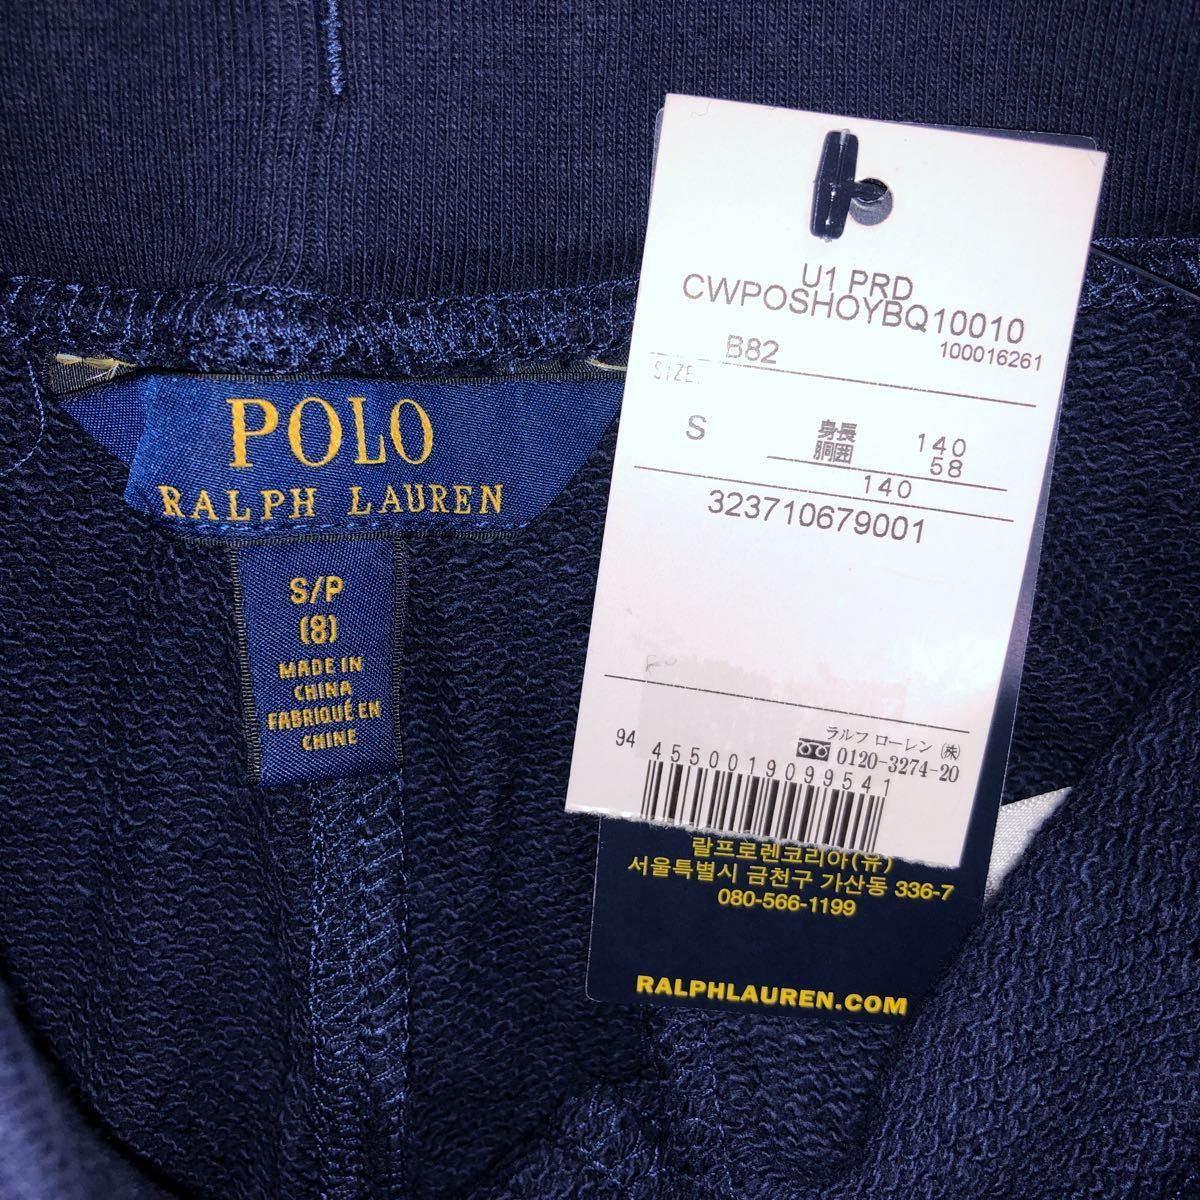 POLO
RALPH LAUREN
S/P
(8)
MADE IN
CHINA
FABRIQUÉ EN
CHINE
U1 PRD
CWPOSHOYBQ10010
100016261
B82
SIZE:
S 身長 140
胴囲 58
140
323710679001
ラルフ ローレン (株)
0120-3274-20
94 4550019099541
랄프로렌코리아(유)
서울특별시 금천구 가산동 336-7
080-566-1199
RALPHLAUREN.COM